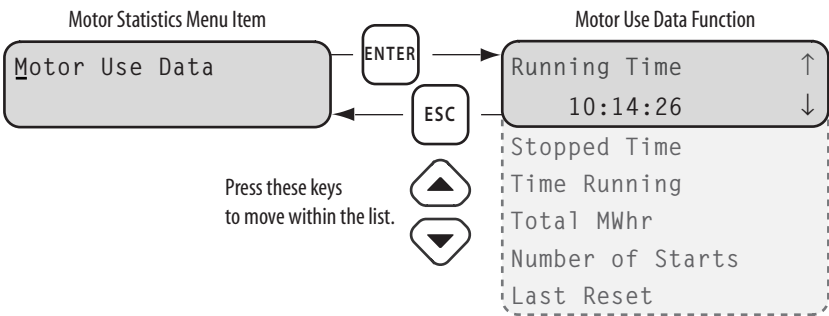 Motor Statistics Menu Item
Motor Use Data Function
Motor Use Data
ENTER
Running Time ↑
10:14:26 ↓
ESC
Stopped Time
Time Running
Total MWhr
Number of Starts
Last Reset
Press these keys
to move within the list.